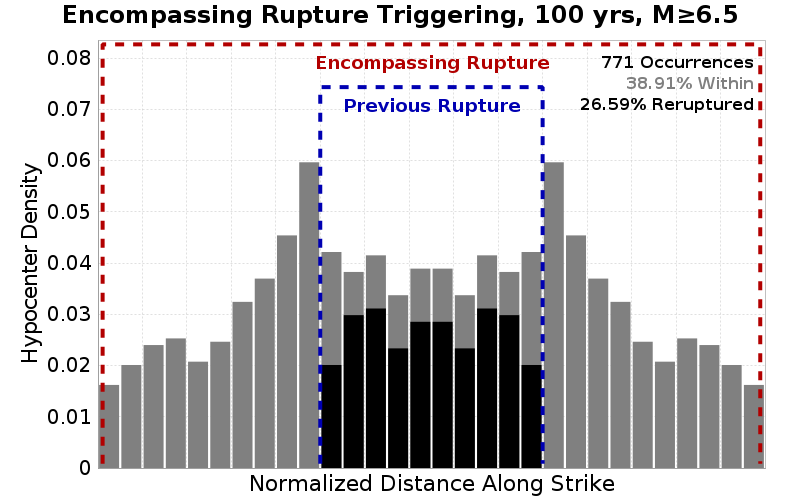 Encompassing Rupture Triggering, 100 yrs, M≥6.5
0.08
0.07
0.06
0.05
0.04
0.03
0.02
0.01
0
Hypocenter Density
Encompassing Rupture
Previous Rupture
771 Occurrences
38.91% Within
26.59% Reruptured
Normalized Distance Along Strike